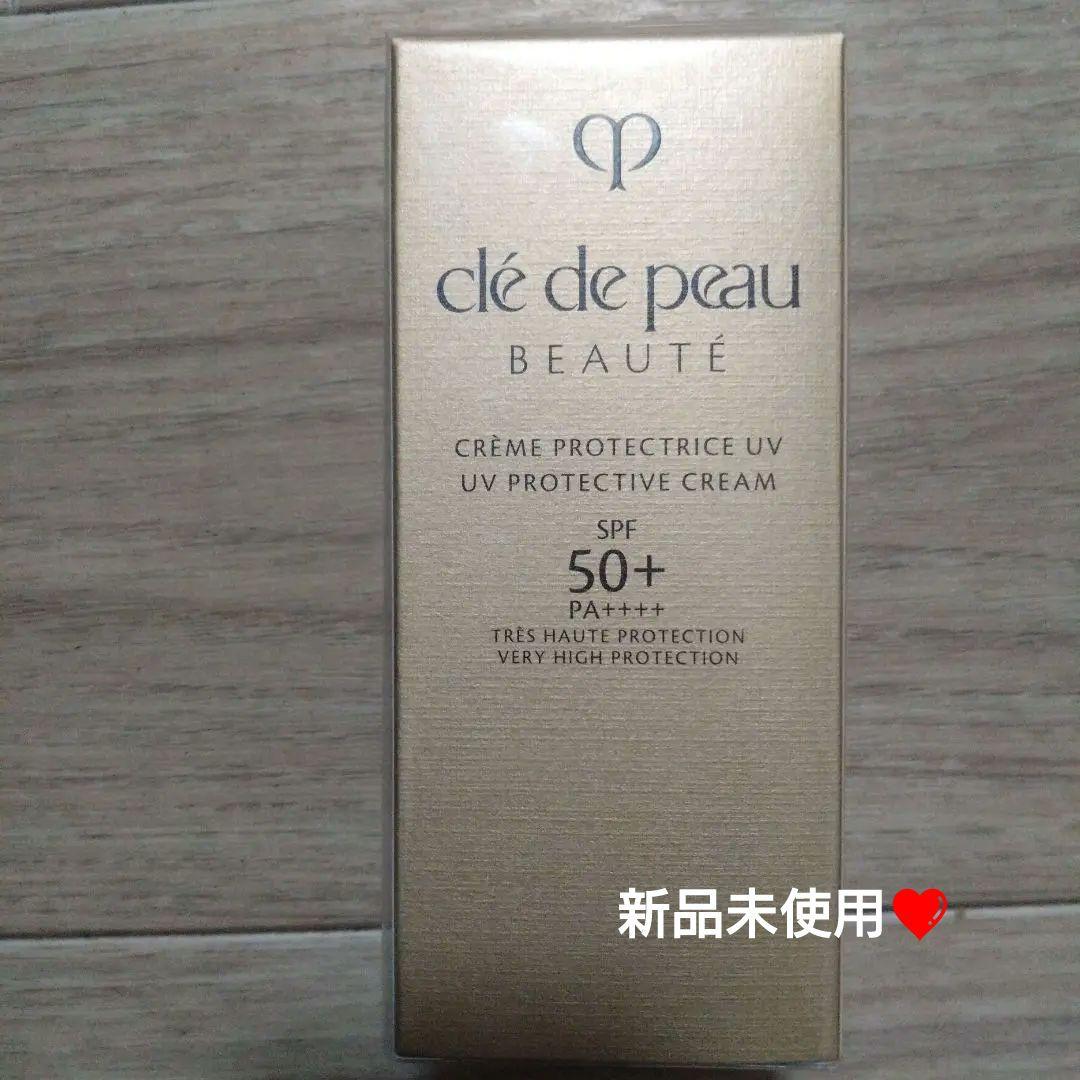 clé de peau
BEAUTÉ
CRÈME PROTECTRICE UV
UV PROTECTIVE CREAM
SPF
50+
PA++++
TRÈS HAUTE PROTECTION
VERY HIGH PROTECTION
新品未使用❤